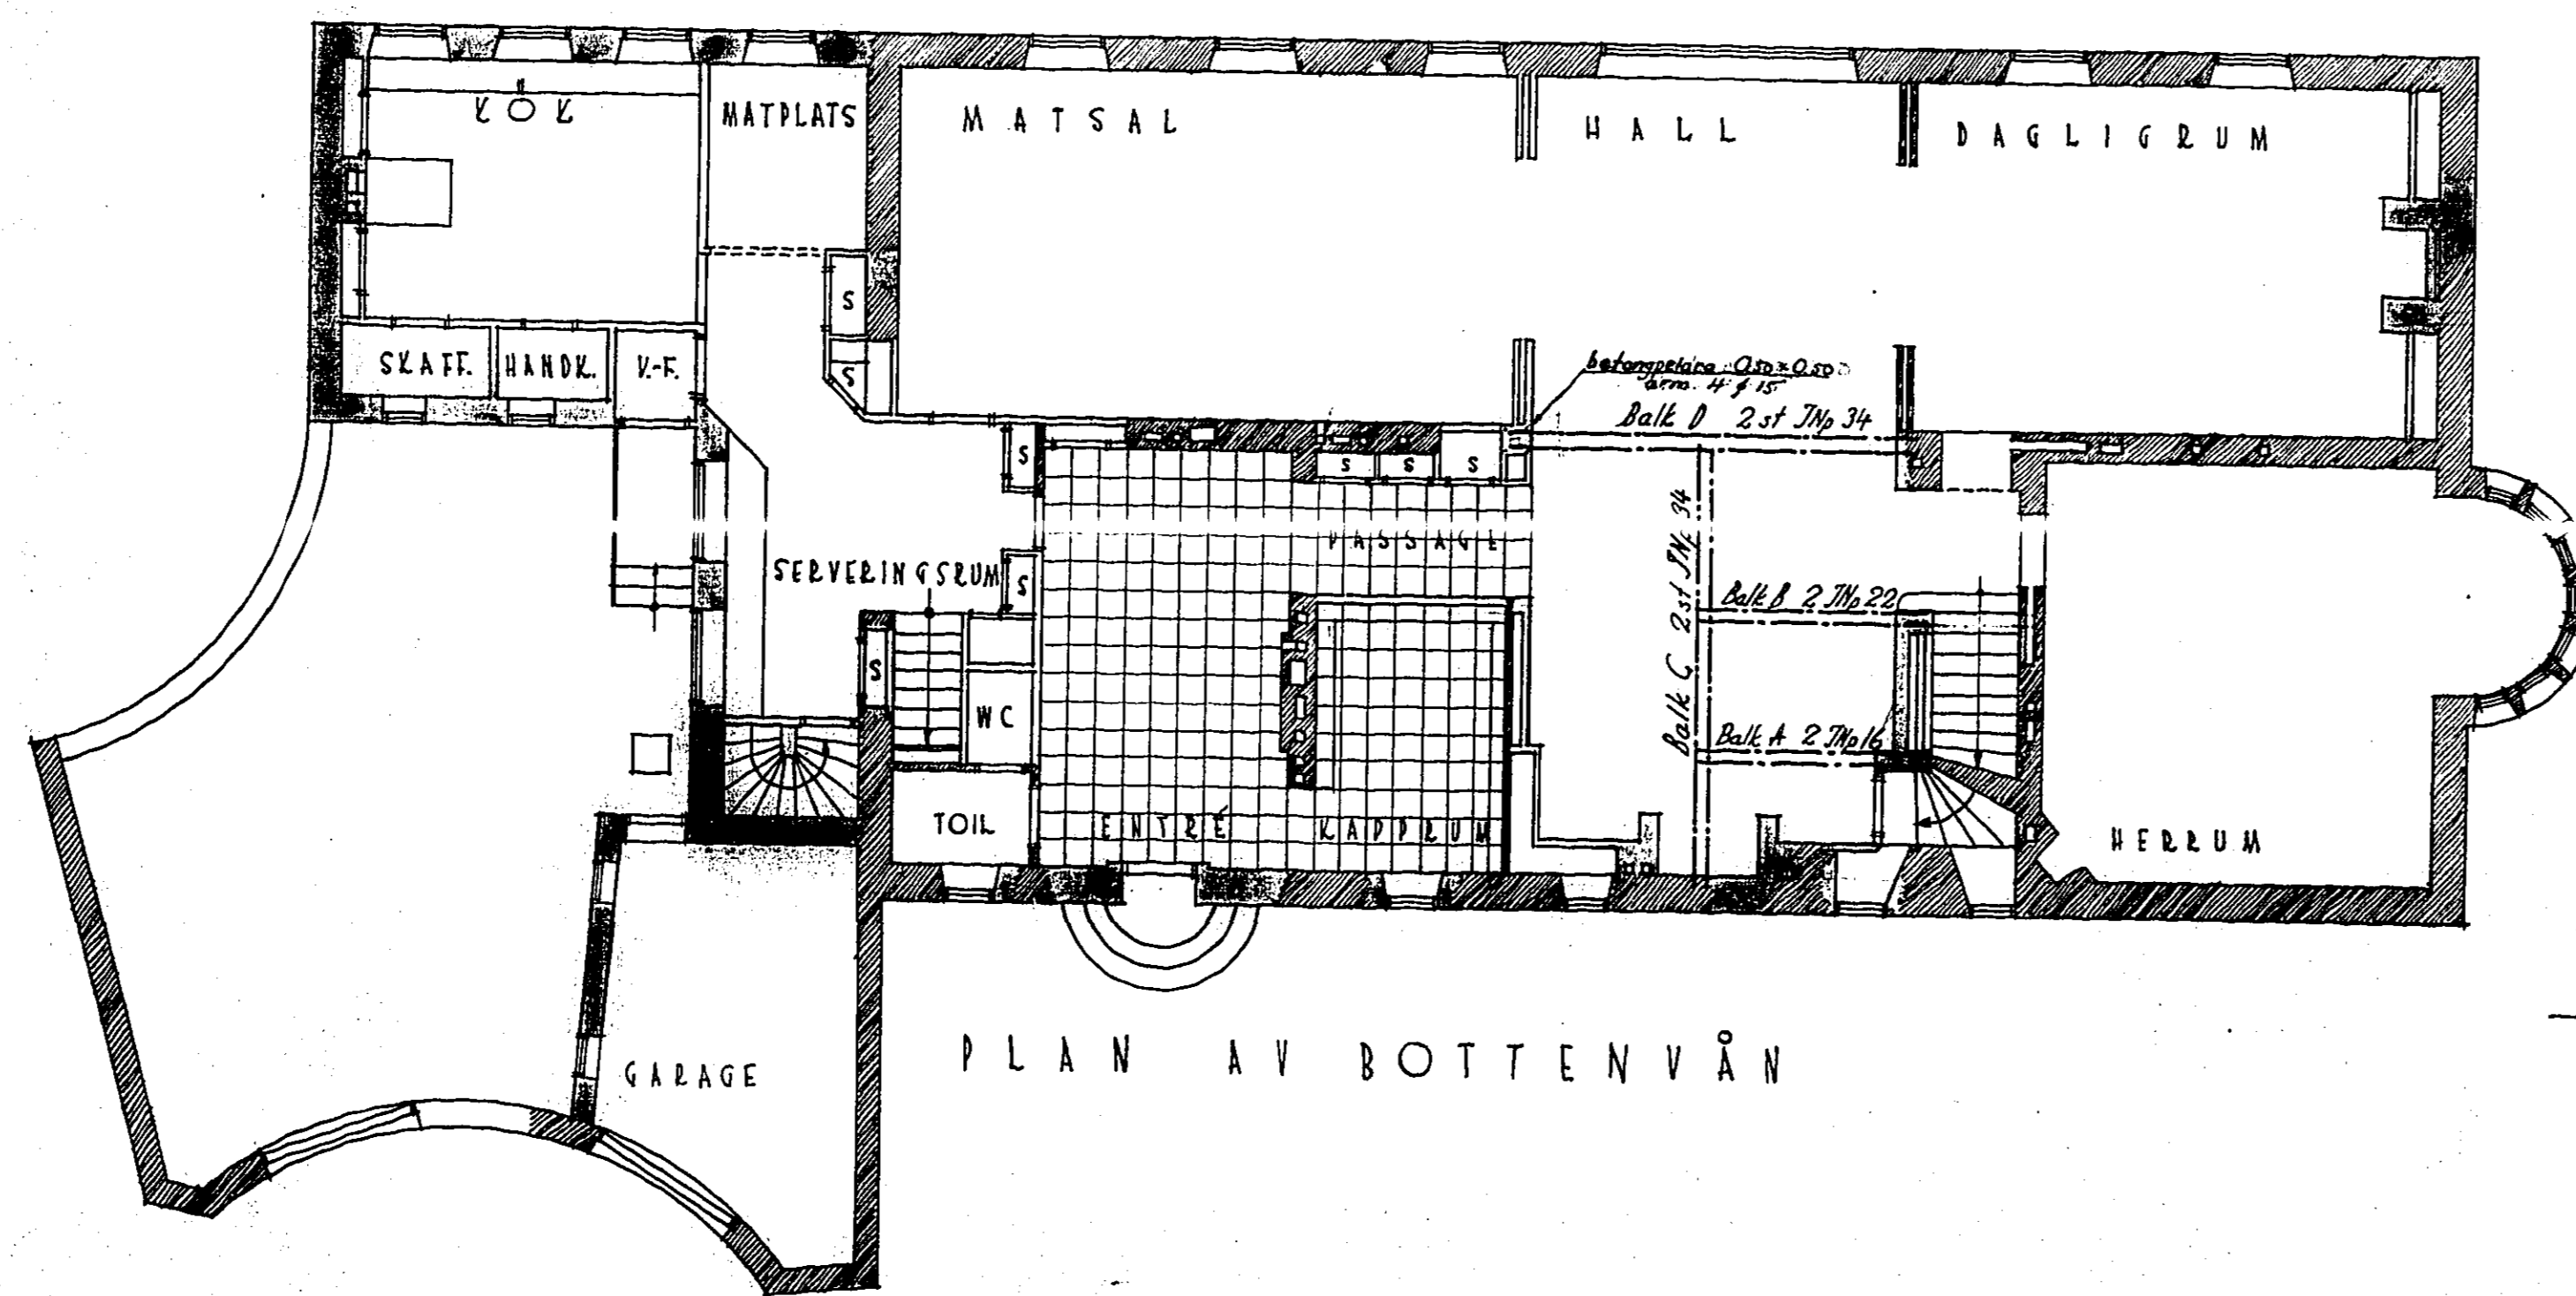 KÖK
MATPLATS
MATSAL
HALL
DAGLIGRUM
S
S
SKAFF.
HANDK.
V.-F.
betongpelare 0.50 x 0.50
arm. 4 ø 15
Balk D 2 st INp 34
S
S
S
S
PASSAGE
Balk C 2 st INp 34
SERVERINGSRUM
S
Balk B 2 INp 22
S
WC
Balk A 2 INp 16
TOIL
ENTRÉ
KAPPRUM
HERRUM
GARAGE
PLAN AV BOTTENVÅN